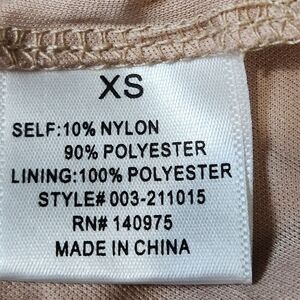 XS
SELF:10% NYLON
90% POLYESTER
LINING:100% POLYESTER
STYLE# 003-211015
RN# 140975
MADE IN CHINA